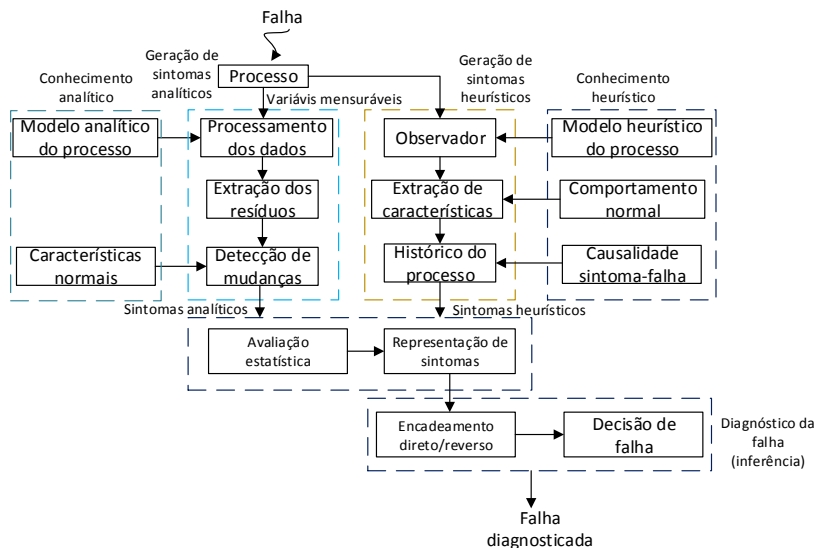 Falha
Geração de
sintomas
analíticos
Processo
Geração de
sintomas
heurísticos
Conhecimento
analítico
Variávis mensuráveis
Conhecimento
heurístico
Modelo analítico
do processo
Processamento
dos dados
Observador
Modelo heurístico
do processo
Extração dos
resíduos
Extração de
características
Comportamento
normal
Características
normais
Detecção de
mudanças
Histórico do
processo
Causalidade
sintoma-falha
Sintomas analíticos
Sintomas heurísticos
Avaliação
estatística
Representação de
sintomas
Encadeamento
direto/reverso
Decisão de
falha
Diagnóstico da
falha
(inferência)
Falha
diagnosticada